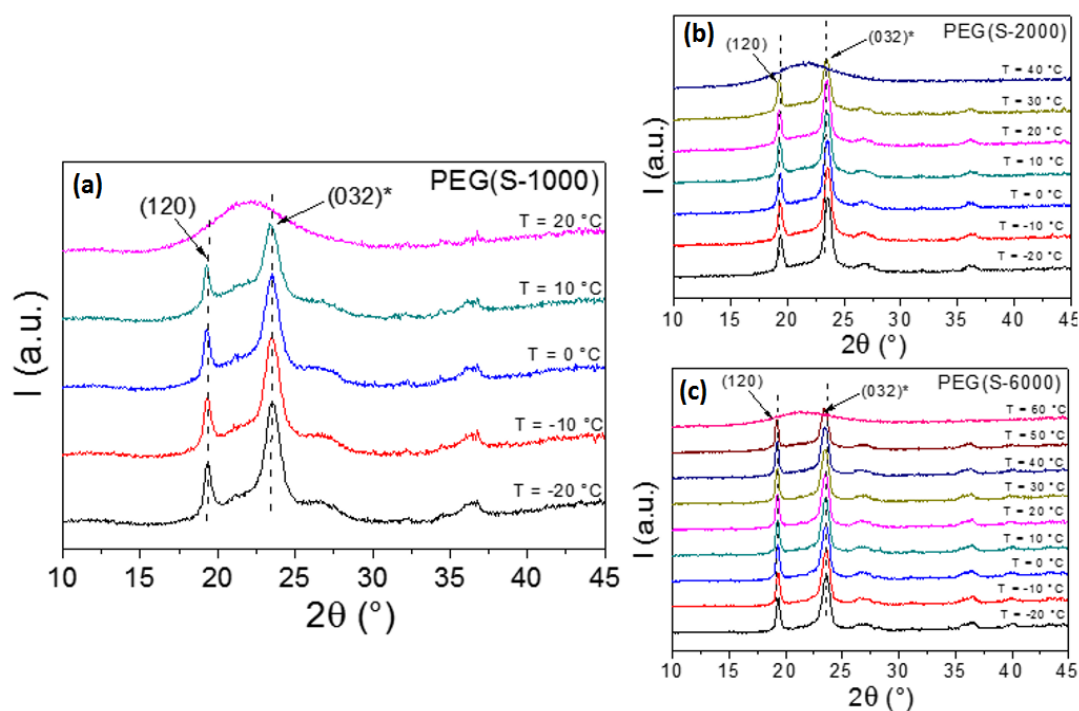 (a)
PEG(S-1000)
(120)
(032)*
T = 20 °C
T = 10 °C
T = 0 °C
T = -10 °C
T = -20 °C
I (a.u.)
10 15 20 25 30 35 40 45
2θ (°)
(b)
PEG(S-2000)
(120)
(032)*
T = 40 °C
T = 30 °C
T = 20 °C
T = 10 °C
T = 0 °C
T = -10 °C
T = -20 °C
I (a.u.)
10 15 20 25 30 35 40 45
2θ (°)
(c)
PEG(S-6000)
(120)
(032)*
T = 60 °C
T = 50 °C
T = 40 °C
T = 30 °C
T = 20 °C
T = 10 °C
T = 0 °C
T = -10 °C
T = -20 °C
I (a.u.)
10 15 20 25 30 35 40 45
2θ (°)